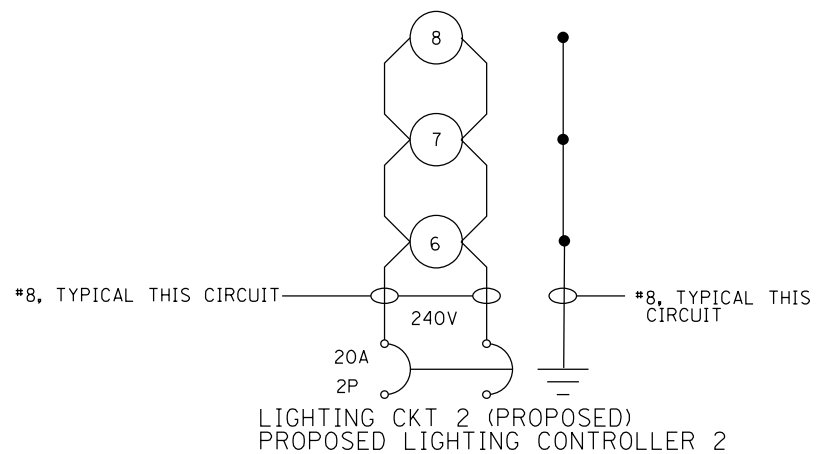 8
7
6
#8, TYPICAL THIS CIRCUIT
#8, TYPICAL THIS
CIRCUIT
240V
20A
2P
LIGHTING CKT 2 (PROPOSED)
PROPOSED LIGHTING CONTROLLER 2